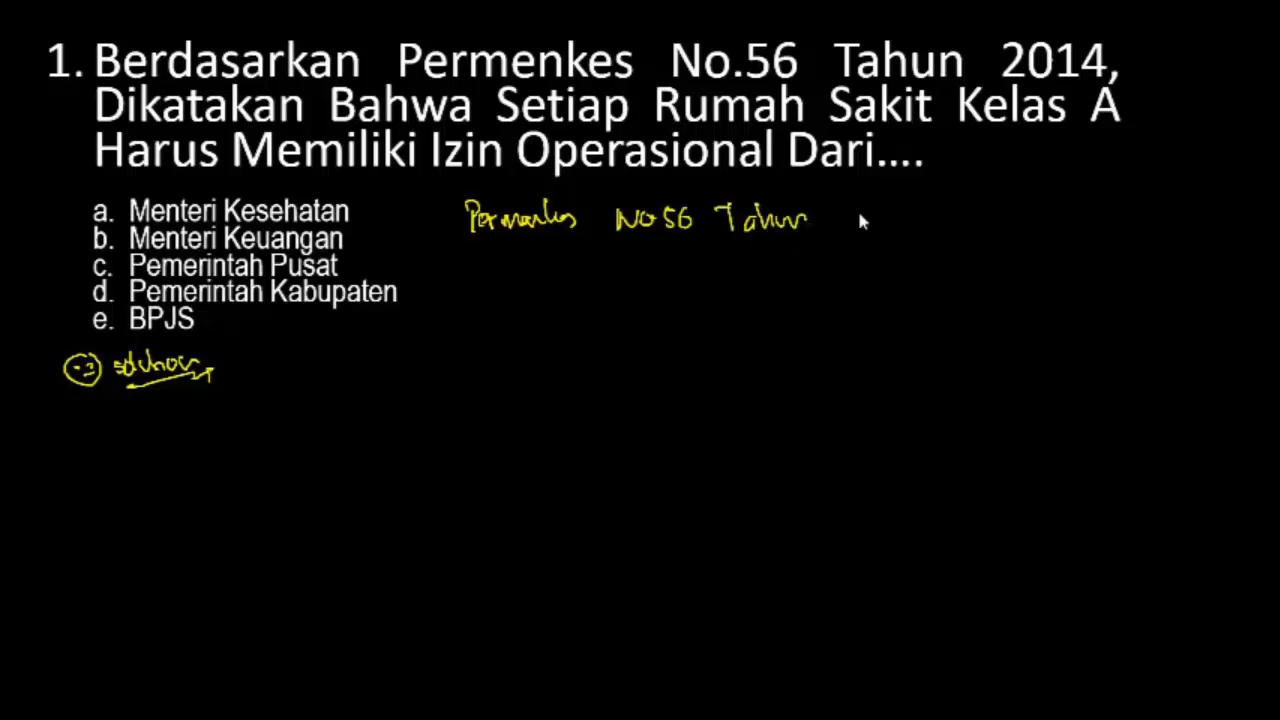 1. Berdasarkan Permenkes No.56 Tahun 2014,
Dikatakan Bahwa Setiap Rumah Sakit Kelas A
Harus Memiliki Izin Operasional Dari....
a. Menteri Kesehatan
b. Menteri Keuangan
c. Pemerintah Pusat
d. Pemerintah Kabupaten
e. BPJS
Permenkes No 56 Tahun